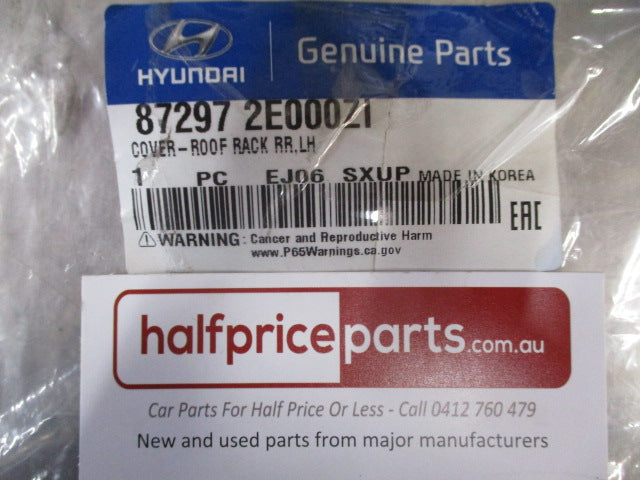 HYUNDAI
Genuine Parts
87297 2E000ZI
COVER-ROOF RACK RR,LH
1 PC EJ06 SXUP MADE IN KOREA
EAC
WARNING: Cancer and Reproductive Harm
www.P65Warnings.ca.gov
halfpriceparts.com.au
Car Parts For Half Price Or Less - Call 0412 760 479
New and used parts from major manufacturers